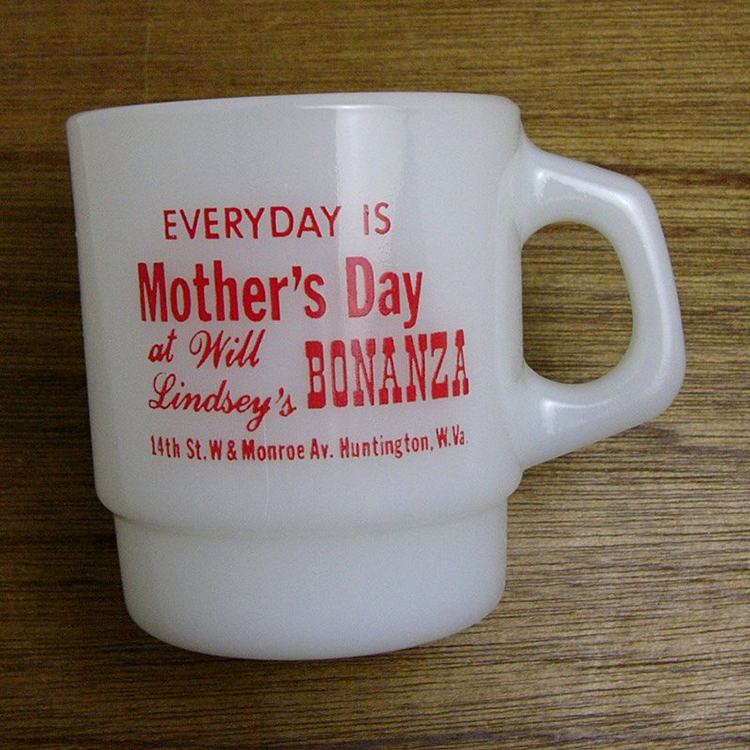 EVERYDAY IS
Mother's Day
at Will
Lindsey's BONANZA
14th St. W & Monroe Av. Huntington, W.Va.